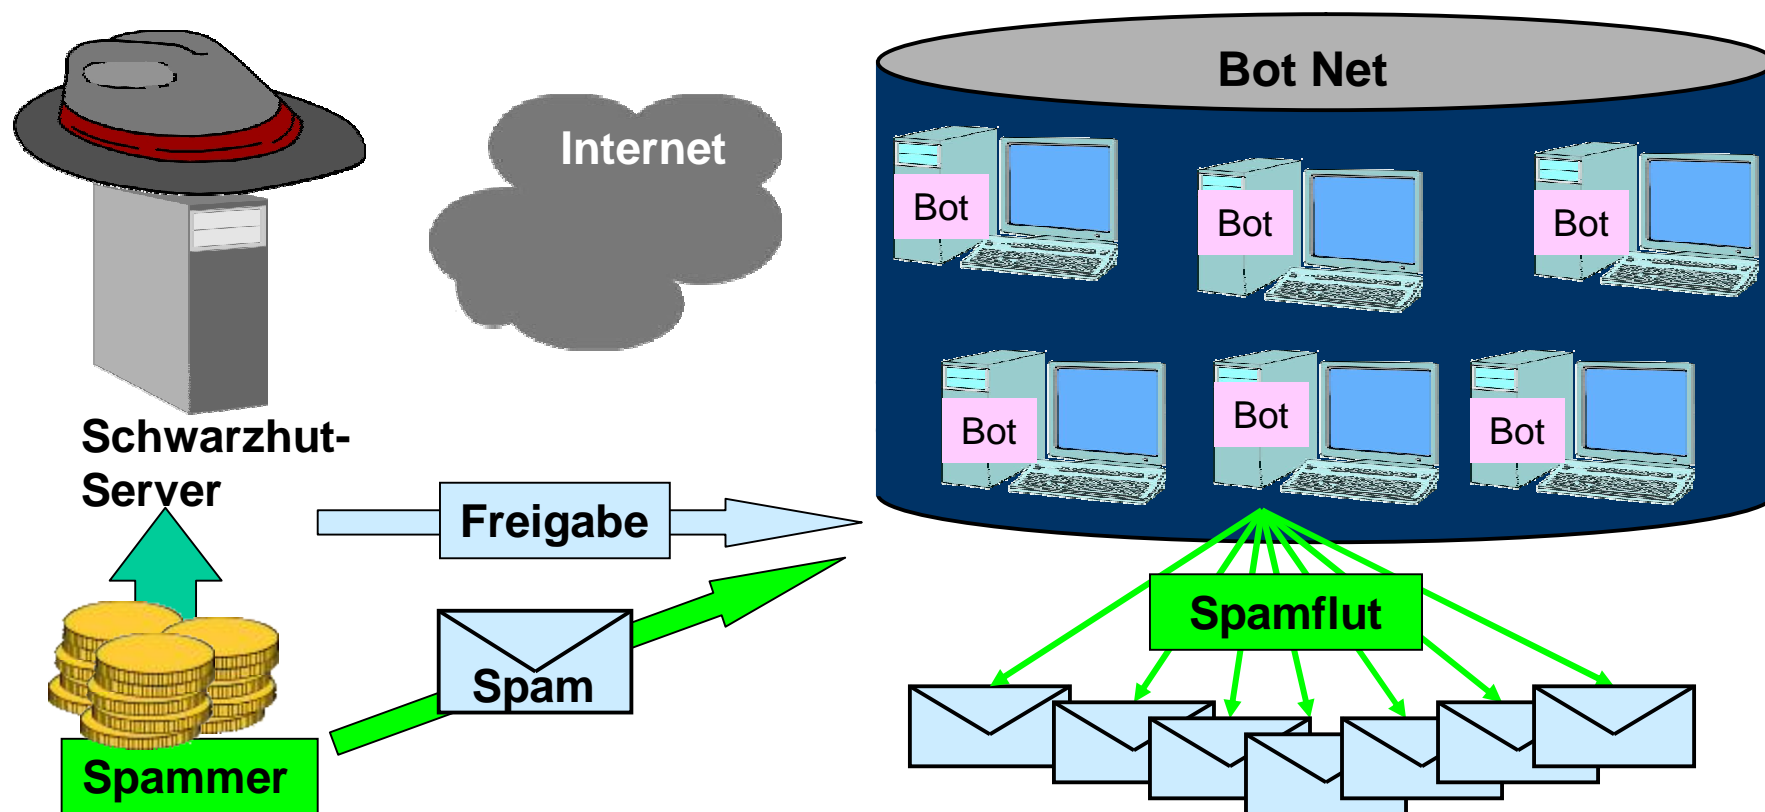 Bot Net
Internet
Bot
Bot
Bot
Bot
Bot
Bot
Schwarzhut-
Server
Freigabe
Spam
Spamflut
Spammer